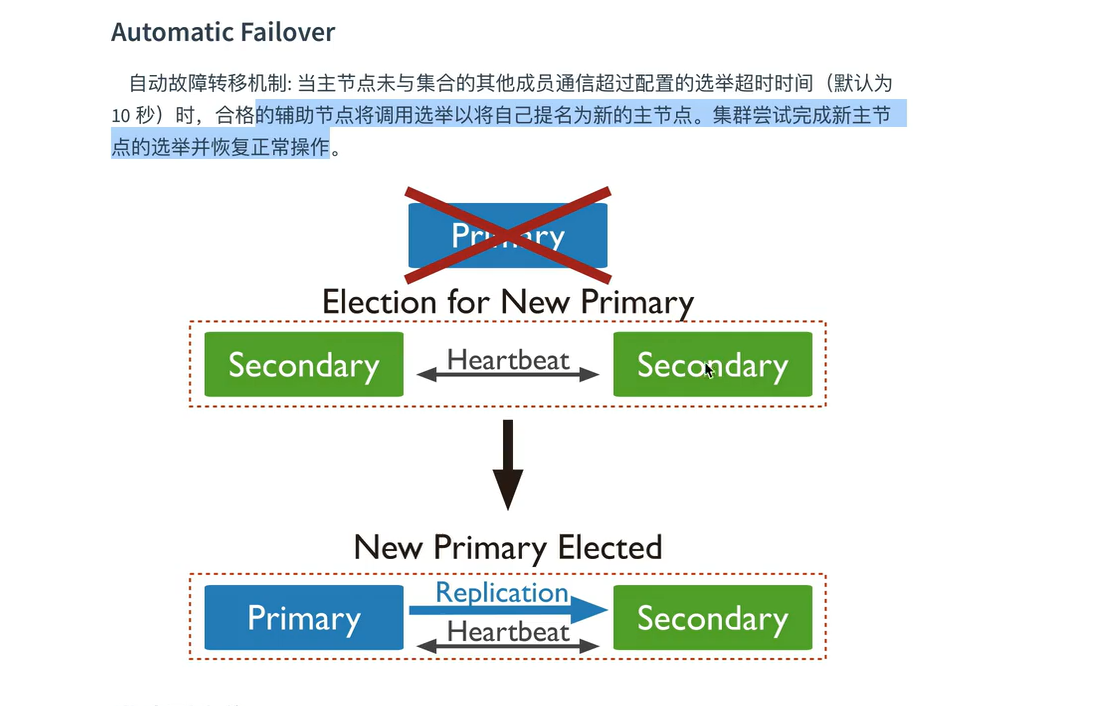 Automatic Failover
自动故障转移机制: 当主节点未与集合的其他成员通信超过配置的选举超时时间（默认为
10 秒）时，合格的辅助节点将调用选举以将自己提名为新的主节点。集群尝试完成新主节
点的选举并恢复正常操作。
Primary
Election for New Primary
Secondary Heartbeat Secondary
New Primary Elected
Replication
Primary Heartbeat Secondary